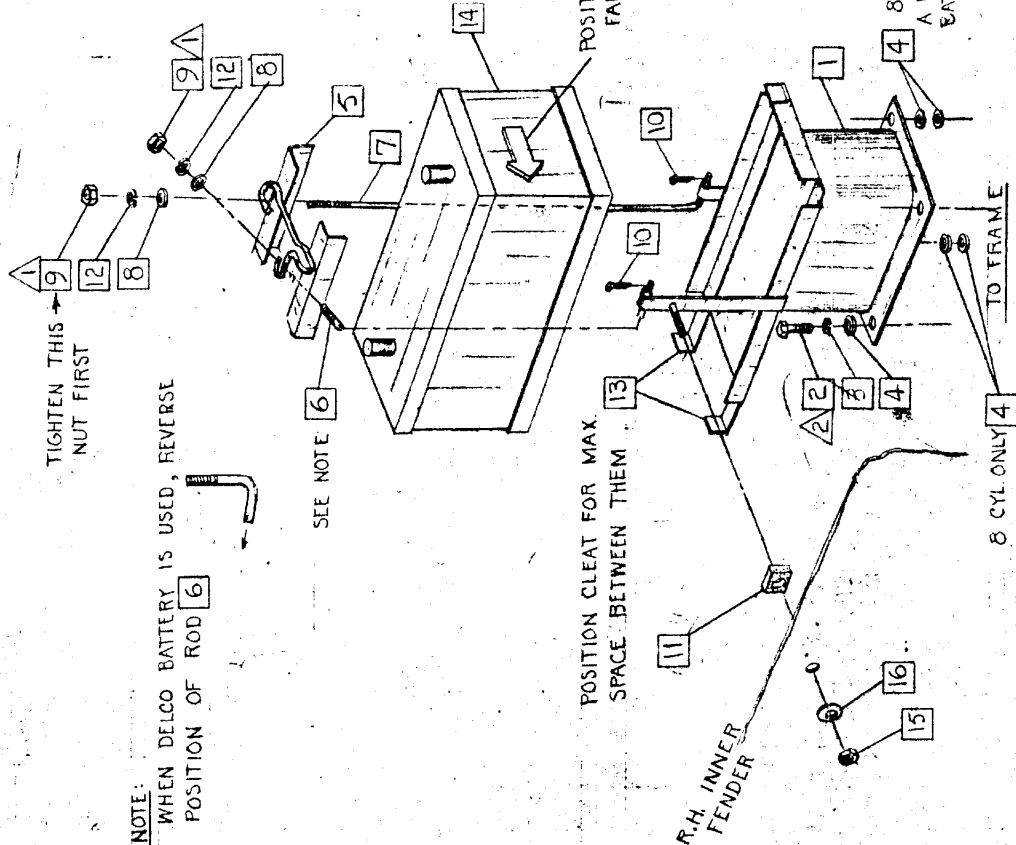 TIGHTEN THIS
NUT FIRST
1
9
12
8
9
1
12
8
5
7
14
POSIT
FA
NOTE:
WHEN DELCO BATTERY IS USED, REVERSE
POSITION OF ROD 6
SEE NOTE 6
10
10
13
POSITION CLEAT FOR MAX.
SPACE BETWEEN THEM
11
R.H. INNER
FENDER
16
15
2
2
3
4
8 CYL ONLY 4
TO FRAME
1
4
8
A
BAT